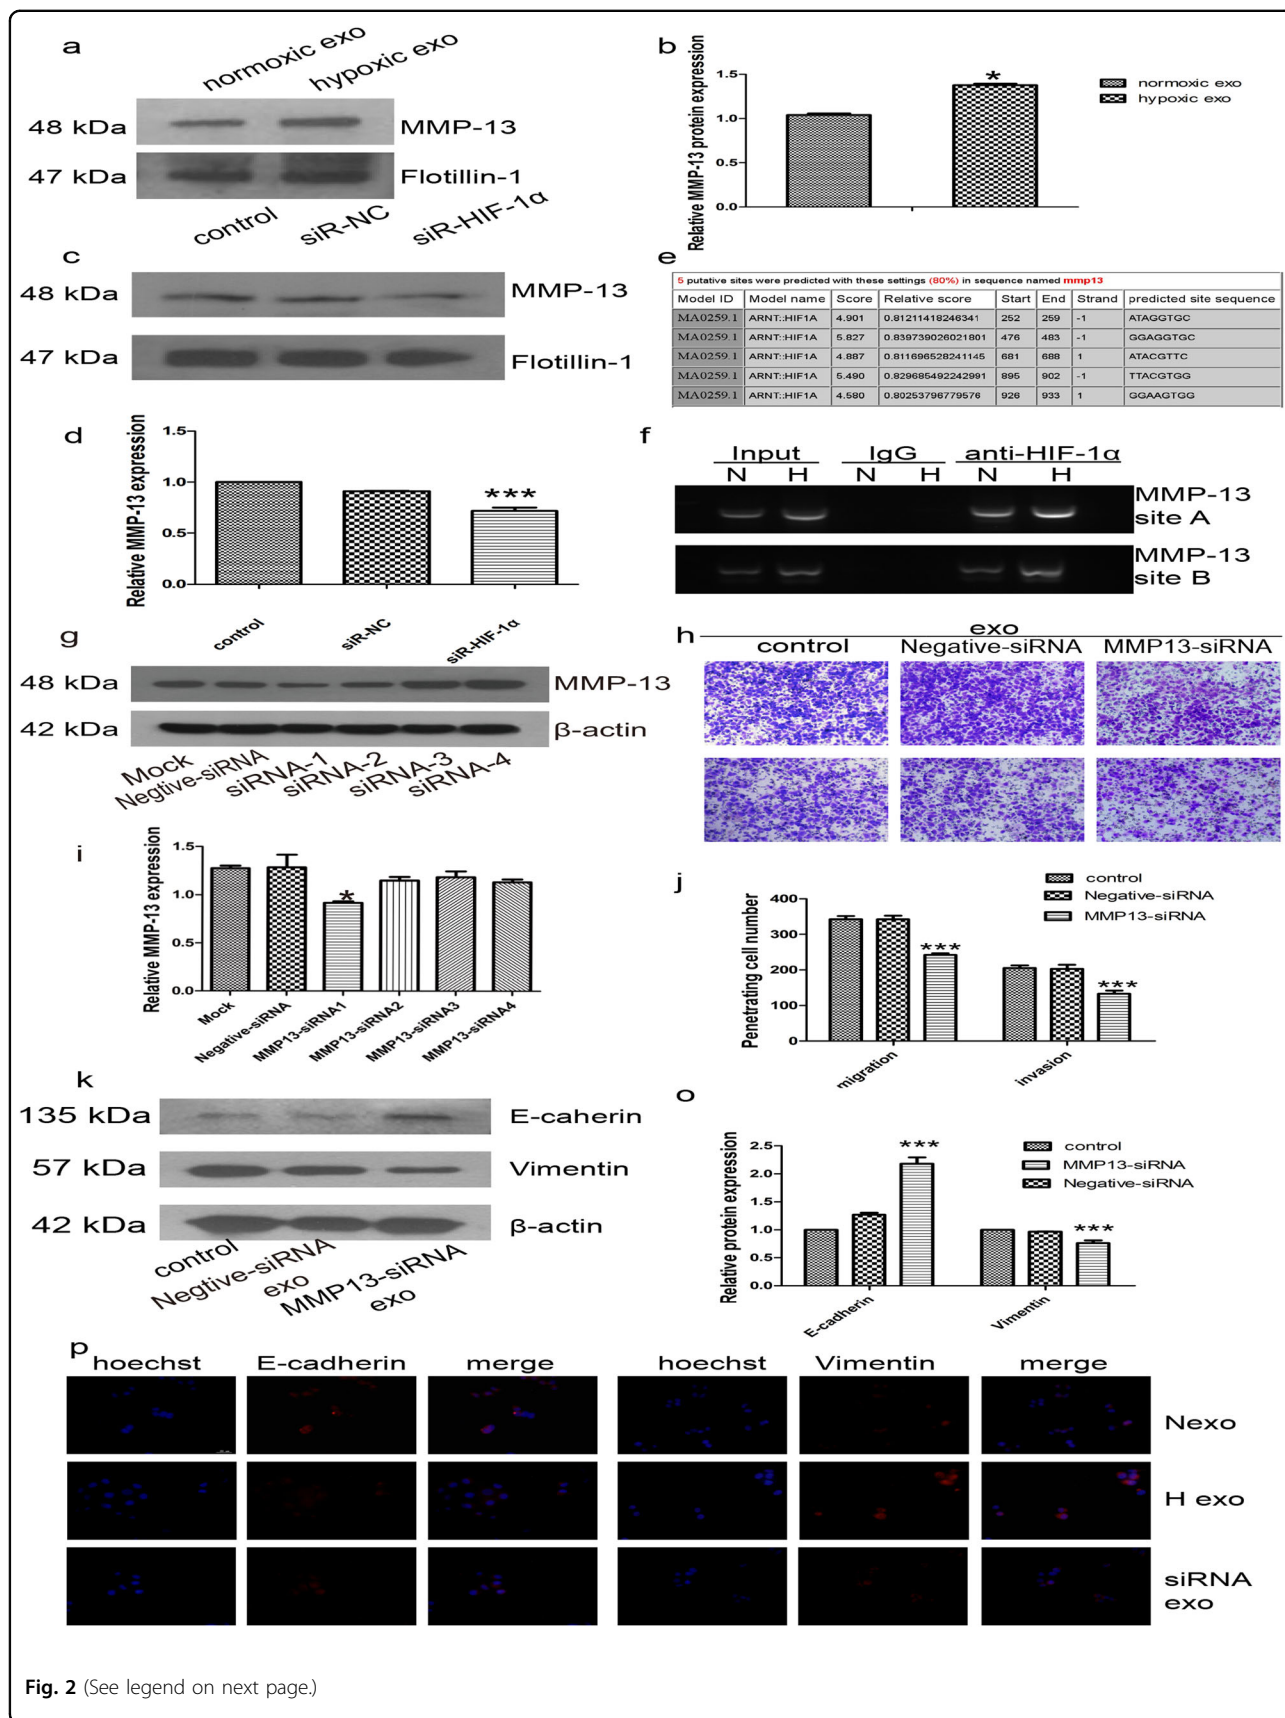 a
normoxic exo
hypoxic exo
48 kDa
MMP-13
47 kDa
Flotillin-1
b
Relative MMP-13 protein expression
1.5
1.0
0.5
0.0
*
normoxic exo
hypoxic exo
c
control
siR-NC
siR-HIF-1α
48 kDa
MMP-13
47 kDa
Flotillin-1
e
5 putative sites were predicted with these settings (80%) in sequence named mmp13
Model ID Model name Score Relative score Start End Strand predicted site sequence
MA0259.1 ARNT::HIF1A 4.901 0.81211418246341 252 259 -1 ATAGGTGC
MA0259.1 ARNT::HIF1A 5.827 0.839739026021801 476 483 -1 GGAGGTGC
MA0259.1 ARNT::HIF1A 4.887 0.811696528241145 681 688 1 ATACGTTC
MA0259.1 ARNT::HIF1A 5.490 0.829685492242991 895 902 -1 TTACGTGG
MA0259.1 ARNT::HIF1A 4.580 0.80253796779576 926 933 1 GGAAGTGG
d
Relative MMP-13 expression
1.5
1.0
0.5
0.0
***
control
siR-NC
siR-HIF-1α
f
Input IgG anti-HIF-1α
N H N H N H
MMP-13
site A
MMP-13
site B
g
48 kDa
MMP-13
42 kDa
β-actin
Mock
Negtive-siRNA
siRNA-1
siRNA-2
siRNA-3
siRNA-4
h
exo
control Negative-siRNA MMP13-siRNA
i
Relative MMP-13 expression
1.5
1.0
0.5
0.0
*
Mock
Negative-siRNA
MMP13-siRNA1
MMP13-siRNA2
MMP13-siRNA3
MMP13-siRNA4
j
control
Negative-siRNA
MMP13-siRNA
Penetrating cell number
400
300
200
100
0
***
***
migration
invasion
k
135 kDa
E-caherin
57 kDa
Vimentin
42 kDa
β-actin
control
Negtive-siRNA
exo
MMP13-siRNA
exo
o
Relative protein expression
2.5
2.0
1.5
1.0
0.5
0.0
***
***
control
MMP13-siRNA
Negative-siRNA
E-cadherin
Vimentin
p
hoechst E-cadherin merge hoechst Vimentin merge
Nexo
H exo
siRNA
exo
Fig. 2 (See legend on next page.)